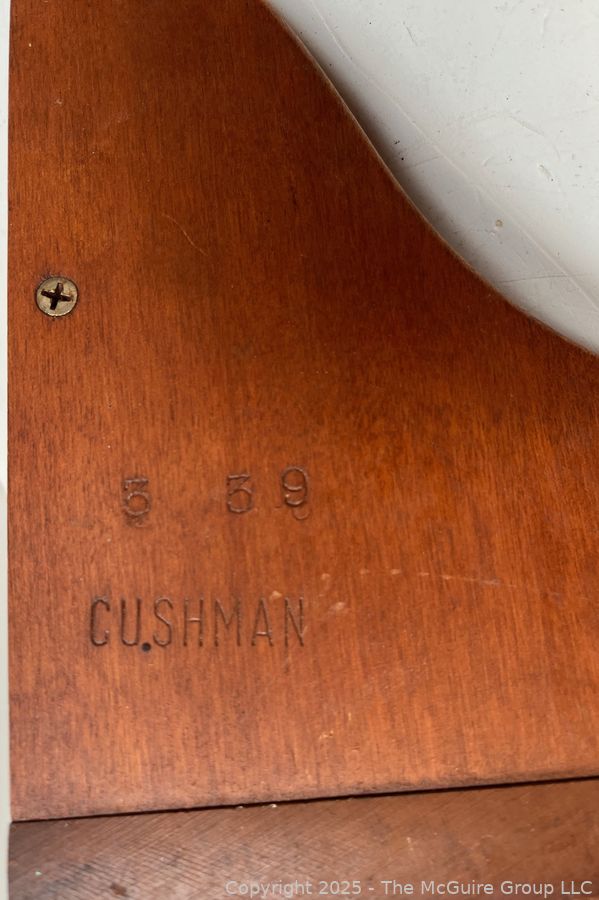 3 39
CUSHMAN
Copyright 2025 - The McGuire Group LLC